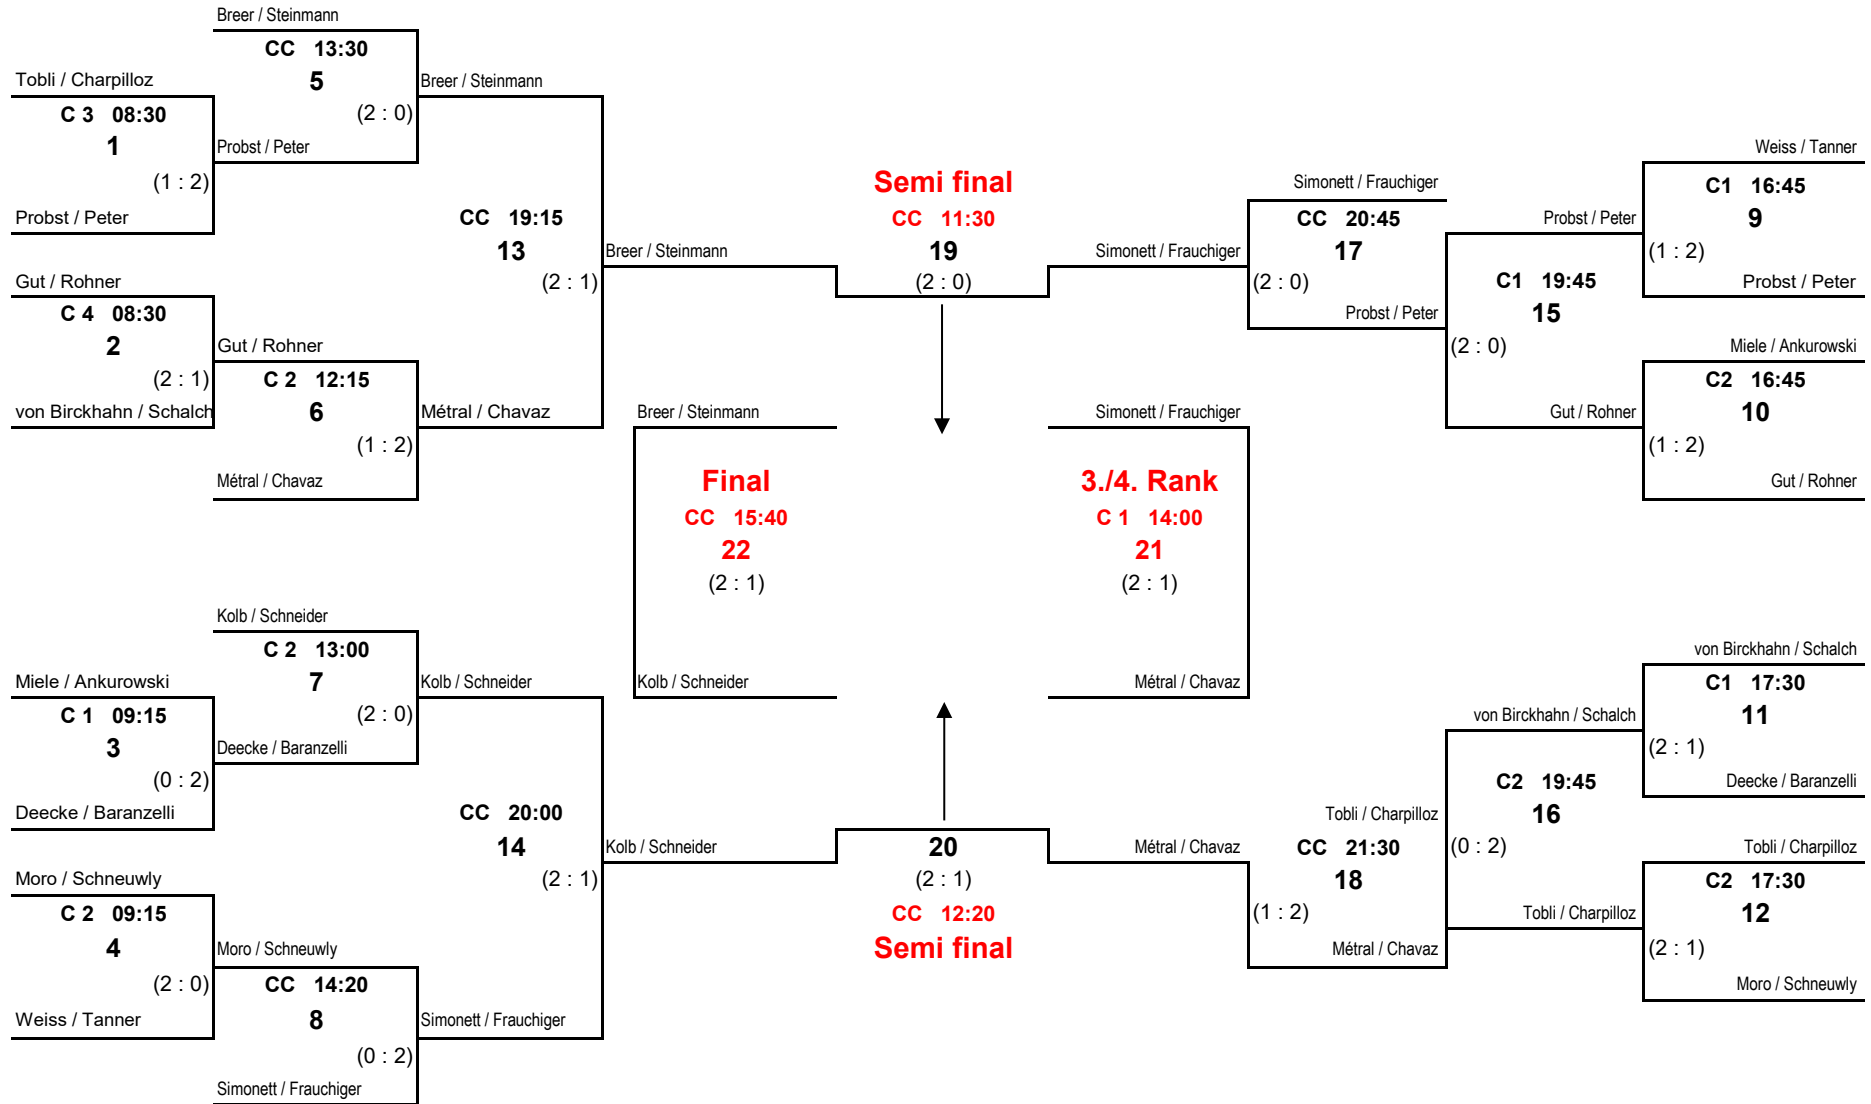 Breer / Steinmann
CC 13:30
5
(2 : 0)
Tobli / Charpilloz
C 3 08:30
1
(1 : 2)
Probst / Peter
Probst / Peter
Breer / Steinmann
CC 19:15
13
(2 : 1)
Gut / Rohner
C 4 08:30
2
(2 : 1)
von Birckhahn / Schalch
Gut / Rohner
C 2 12:15
6
(1 : 2)
Métral / Chavaz
Métral / Chavaz
Breer / Steinmann
Semi final
CC 11:30
19
(2 : 0)
Simonett / Frauchiger
Simonett / Frauchiger
CC 20:45
17
(2 : 0)
Probst / Peter
Probst / Peter
C1 19:45
15
(2 : 0)
Gut / Rohner
Weiss / Tanner
C1 16:45
9
(1 : 2)
Probst / Peter
Miele / Ankurowski
C2 16:45
10
(1 : 2)
Gut / Rohner
Breer / Steinmann
Final
CC 15:40
22
(2 : 1)
Kolb / Schneider
Simonett / Frauchiger
3./4. Rank
C 1 14:00
21
(2 : 1)
Métral / Chavaz
Kolb / Schneider
C 2 13:00
7
(2 : 0)
Miele / Ankurowski
C 1 09:15
3
(0 : 2)
Deecke / Baranzelli
Deecke / Baranzelli
Kolb / Schneider
CC 20:00
14
(2 : 1)
Moro / Schneuwly
C 2 09:15
4
(2 : 0)
Weiss / Tanner
Moro / Schneuwly
CC 14:20
8
(0 : 2)
Simonett / Frauchiger
Simonett / Frauchiger
Kolb / Schneider
20
(2 : 1)
CC 12:20
Semi final
Métral / Chavaz
Tobli / Charpilloz
CC 21:30
18
(1 : 2)
Métral / Chavaz
von Birckhahn / Schalch
C2 19:45
16
(0 : 2)
Tobli / Charpilloz
von Birckhahn / Schalch
C1 17:30
11
(2 : 1)
Deecke / Baranzelli
Tobli / Charpilloz
C2 17:30
12
(2 : 1)
Moro / Schneuwly